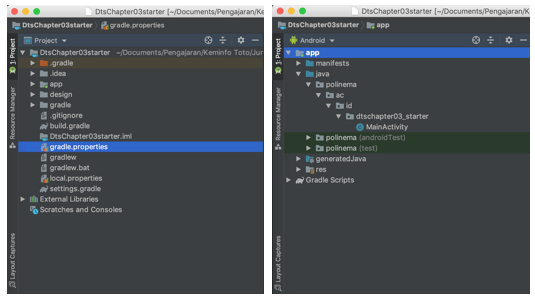 DtsChapter03starter [~/Documents/Pengajaran/Kemin
DtsChapter03starter
gradle.properties
1: Project
Resource Manager
Layout Captures
Project
DtsChapter03starter ~/Documents/Pengajaran/Keminfo Toto/Jur
.gradle
.idea
app
design
gradle
.gitignore
build.gradle
DtsChapter03starter.iml
gradle.properties
gradlew
gradlew.bat
local.properties
settings.gradle
External Libraries
Scratches and Consoles
DtsChapter03starter [~/Documents/Pengajaran/Keminf
DtsChapter03starter
app
1: Project
Resource Manager
Layout Captures
Android
app
manifests
java
polinema
ac
id
dtschapter03_starter
MainActivity
polinema (androidTest)
polinema (test)
generatedJava
res
Gradle Scripts